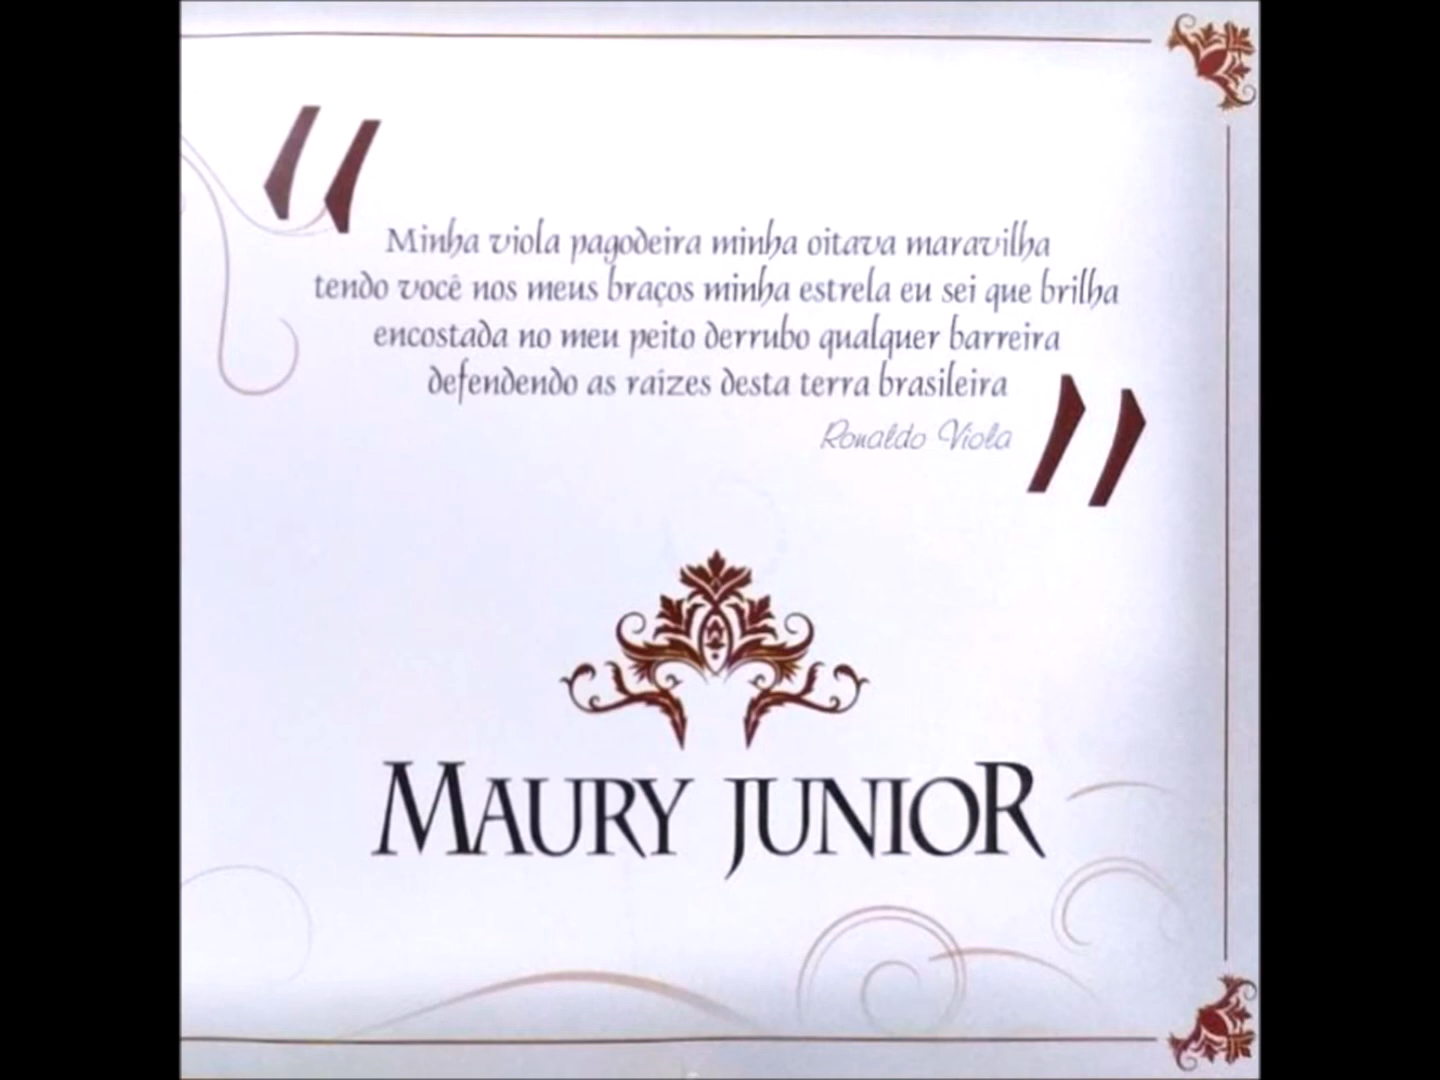 “
Minha viola pagodeira minha oitava maravilha
tendo você nos meus braços minha estrela eu sei que brilha
encostada no meu peito derrubo qualquer barreira
defendendo as raízes desta terra brasileira
Ronaldo Viola
”
MAURY JUNIOR